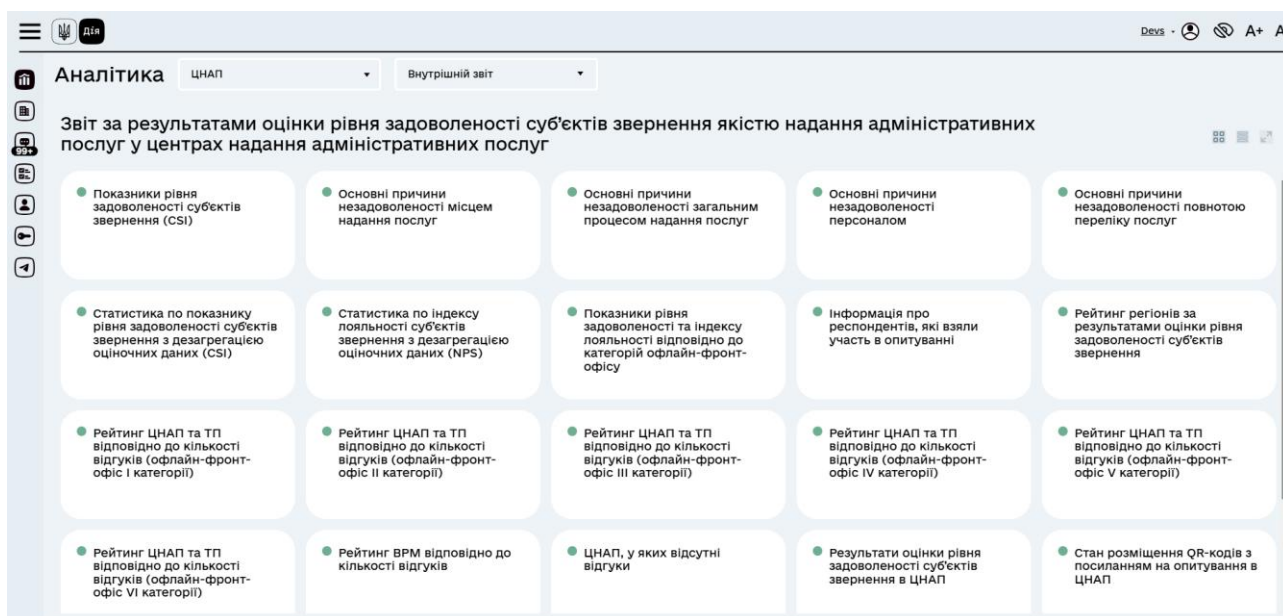 Дія
Devs
A+
A
Аналітика
ЦНАП
Внутрішній звіт
99+
Звіт за результатами оцінки рівня задоволеності суб’єктів звернення якістю надання адміністративних
послуг у центрах надання адміністративних послуг
Показники рівня
задоволеності суб’єктів
звернення (CSI)
Основні причини
незадоволеності місцем
надання послуг
Основні причини
незадоволеності загальним
процесом надання послуг
Основні причини
незадоволеності
персоналом
Основні причини
незадоволеності повнотою
переліку послуг
Статистика по показнику
рівня задоволеності суб’єктів
звернення з дезагрегацією
оціночних даних (CSI)
Статистика по індексу
лояльності суб’єктів
звернення з дезагрегацією
оціночних даних (NPS)
Показники рівня
задоволеності та індексу
лояльності відповідно до
категорій офлайн-фронт-
офісу
Інформація про
респондентів, які взяли
участь в опитуванні
Рейтинг регіонів за
результатами оцінки рівня
задоволеності суб’єктів
звернення
Рейтинг ЦНАП та ТП
відповідно до кількості
відгуків (офлайн-фронт-
офіс I категорії)
Рейтинг ЦНАП та ТП
відповідно до кількості
відгуків (офлайн-фронт-
офіс II категорії)
Рейтинг ЦНАП та ТП
відповідно до кількості
відгуків (офлайн-фронт-
офіс III категорії)
Рейтинг ЦНАП та ТП
відповідно до кількості
відгуків (офлайн-фронт-
офіс IV категорії)
Рейтинг ЦНАП та ТП
відповідно до кількості
відгуків (офлайн-фронт-
офіс V категорії)
Рейтинг ЦНАП та ТП
відповідно до кількості
відгуків (офлайн-фронт-
офіс VI категорії)
Рейтинг ВРМ відповідно до
кількості відгуків
ЦНАП, у яких відсутні
відгуки
Результати оцінки рівня
задоволеності суб’єктів
звернення в ЦНАП
Стан розміщення QR-кодів з
посиланням на опитування в
ЦНАП